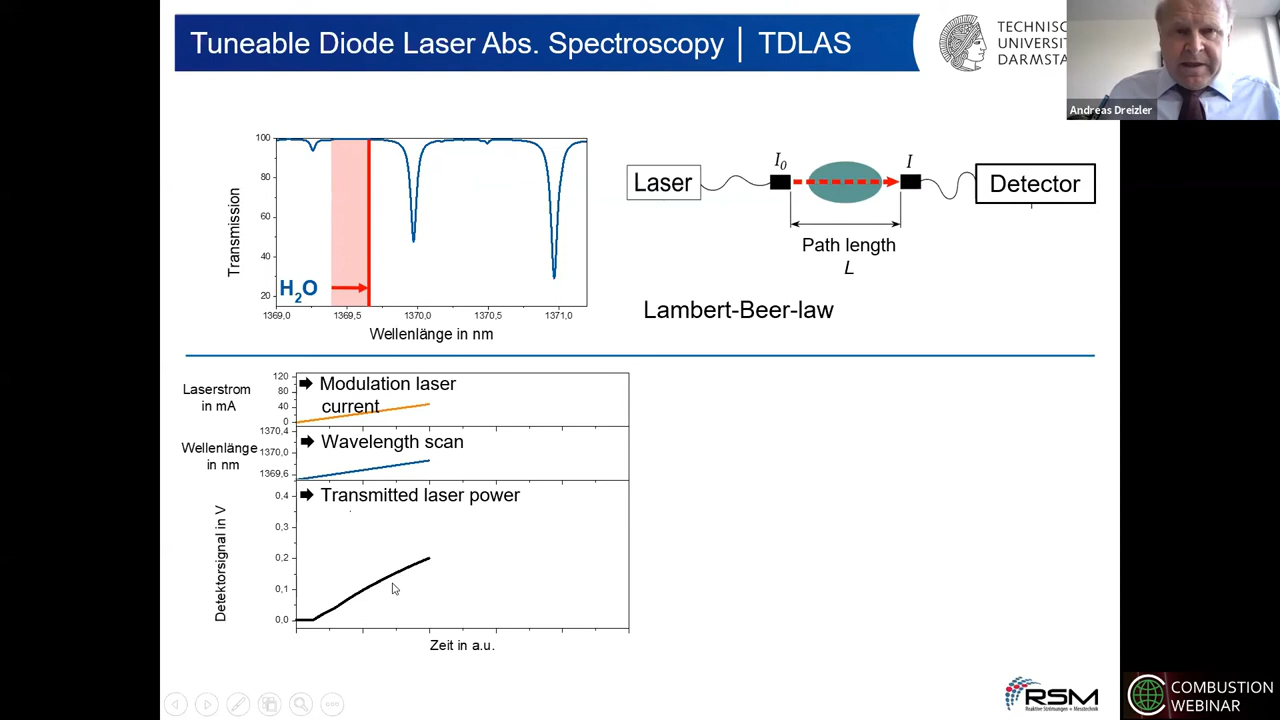 Tuneable Diode Laser Abs. Spectroscopy | TDLAS
TECHNISC
UNIVERSI
DARMSTA
Andreas Dreizler
100
80
60
40
20
Transmission
H2O
1369,0
1369,5
1370,0
1370,5
1371,0
Wellenlänge in nm
Laser
I0
I
Detector
Path length
L
Lambert-Beer-law
Laserstrom
in mA
120
80
40
0
Modulation laser
current
Wellenlänge
in nm
1370,4
1370,0
1369,6
Wavelength scan
Detektorsignal in V
0,4
0,3
0,2
0,1
0,0
Transmitted laser power
Zeit in a.u.
RSM
Reaktive Strömungen + Messtechnik
COMBUSTION
WEBINAR